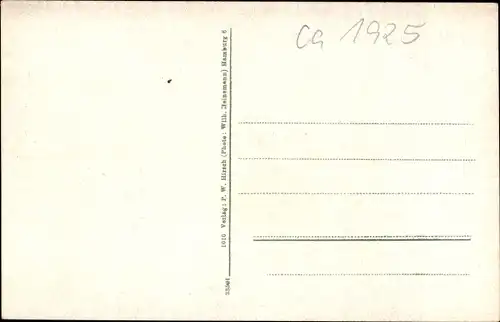 ca 1925
1010 Verlag: F. W. Hirsch (Photo: Wilh. Heinemann) Hamburg 6